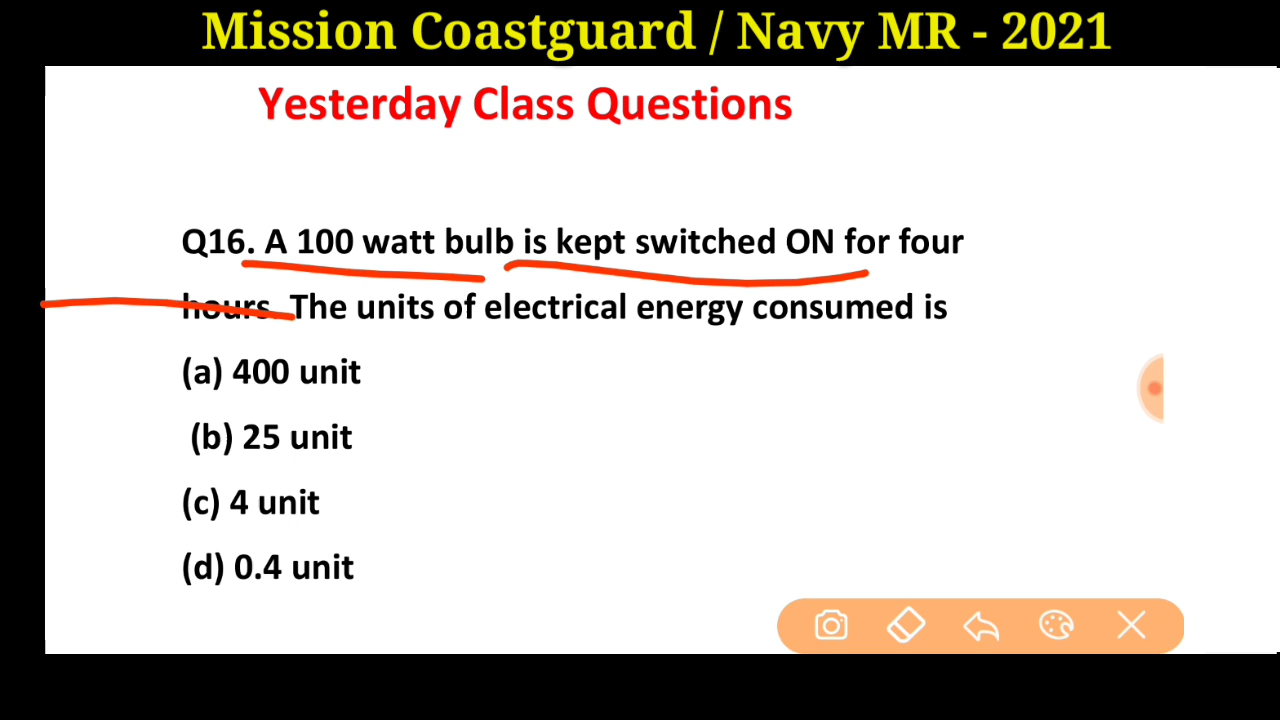 Mission Coastguard / Navy MR - 2021
Yesterday Class Questions
Q16. A 100 watt bulb is kept switched ON for four
hours. The units of electrical energy consumed is
(a) 400 unit
(b) 25 unit
(c) 4 unit
(d) 0.4 unit